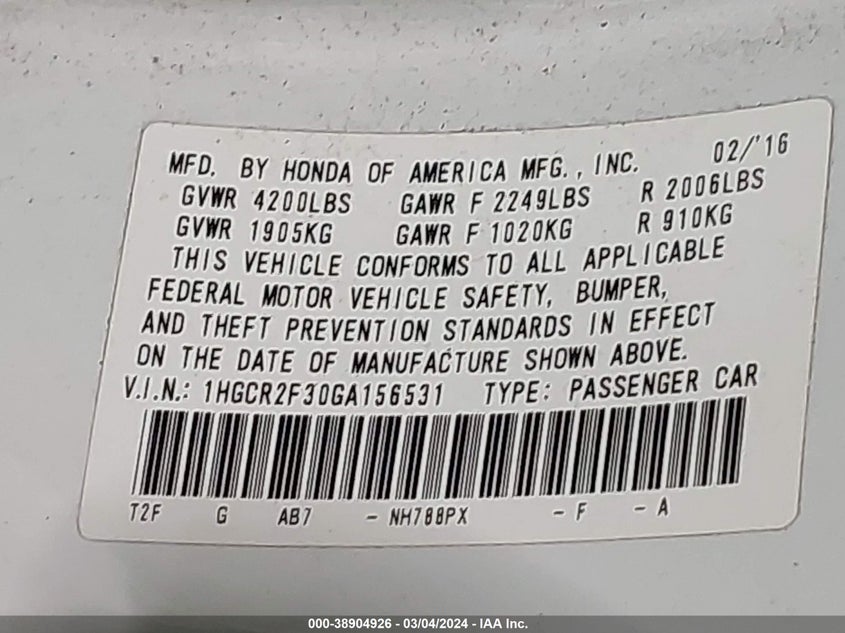 MFD. BY HONDA OF AMERICA MFG., INC. 02/'16
GVWR 4200LBS GAWR F 2249LBS R 2006LBS
GVWR 1905KG GAWR F 1020KG R 910KG
THIS VEHICLE CONFORMS TO ALL APPLICABLE
FEDERAL MOTOR VEHICLE SAFETY, BUMPER,
AND THEFT PREVENTION STANDARDS IN EFFECT
ON THE DATE OF MANUFACTURE SHOWN ABOVE.
V.I.N.: 1HGCR2F30GA156531 TYPE: PASSENGER CAR
T2F G AB7 - NH788PX - F - A
000-38904926 - 03/04/2024 - IAA Inc.